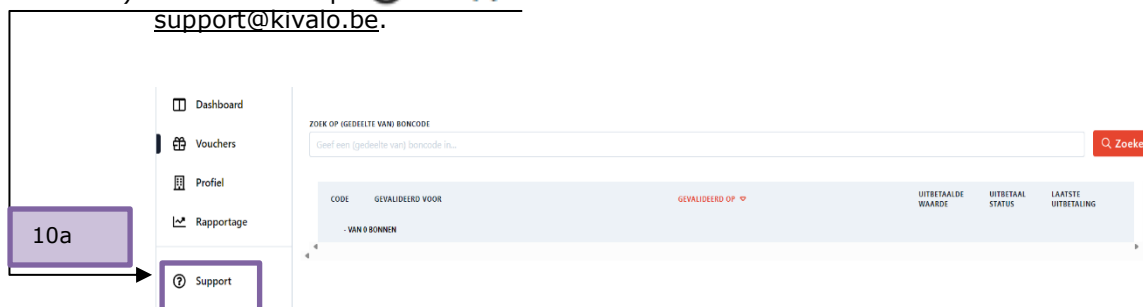 support@kivalo.be.
Dashboard
Vouchers
Profiel
Rapportage
10a
Support
ZOEK OP (GEDEELTE VAN) BONCODE
Geef een (gedeelte van) boncode in...
Zoeke
CODE GEVALIDEERD VOOR GEVALIDEERD OP UITBETAALDE WAARDE UITBETAAL STATUS LAATSTE UITBETALING
- VAN 0 BONNEN